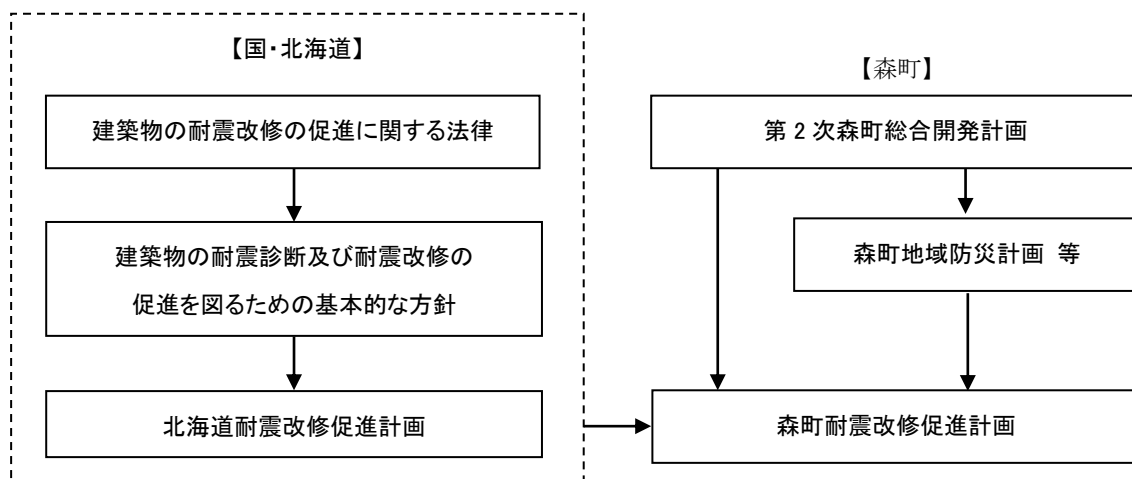 【国・北海道】
建築物の耐震改修の促進に関する法律
建築物の耐震診断及び耐震改修の
促進を図るための基本的な方針
北海道耐震改修促進計画
【森町】
第2次森町総合開発計画
森町地域防災計画 等
森町耐震改修促進計画